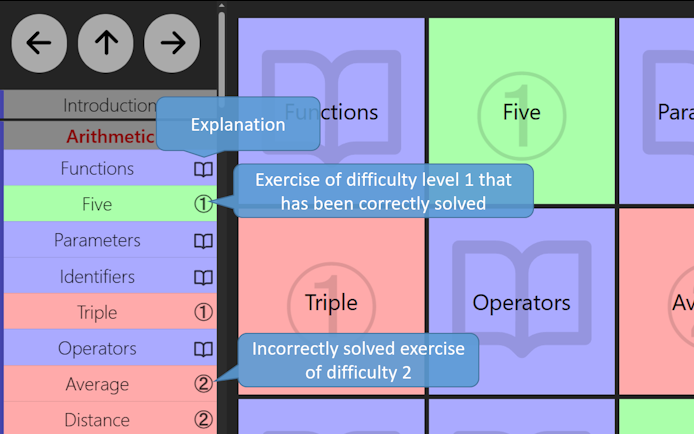 Introduction
Arithmetic
Functions
Five
①
Parameters
Identifiers
Triple
①
Operators
Average
②
Distance
②
Explanation
Exercise of difficulty level 1 that
has been correctly solved
Incorrectly solved exercise
of difficulty 2
Functions
①
Five
Para
①
Triple
Operators
Av